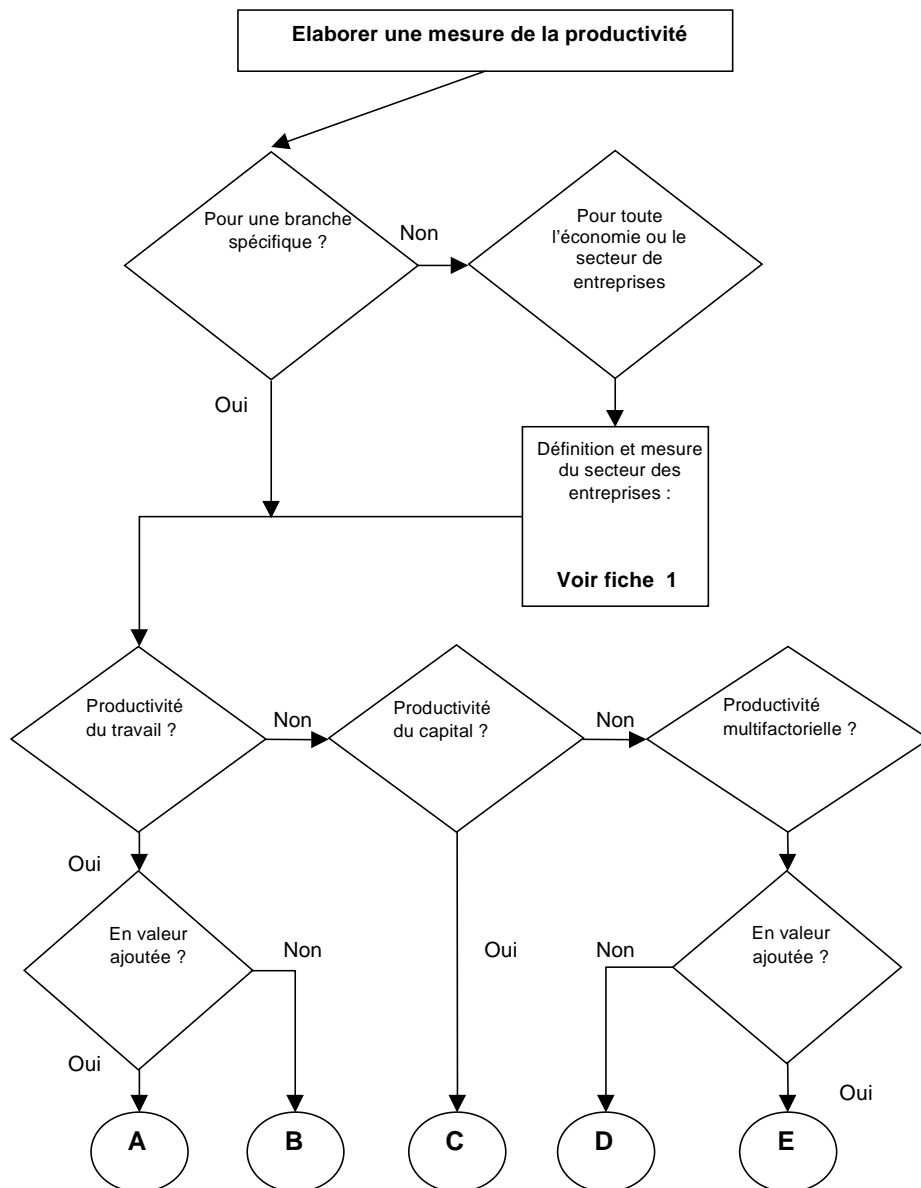 Elaborer une mesure de la productivité
Pour une branche
spécifique ?
Non
Pour toute
l'économie ou le
secteur de
entreprises
Oui
Définition et mesure
du secteur des
entreprises :
Voir fiche 1
Productivité
du travail ?
Non
Productivité
du capital ?
Non
Productivité
multifactorielle ?
Oui
En valeur
ajoutée ?
Non
Oui
Non
En valeur
ajoutée ?
Oui
Oui
A
B
C
D
E